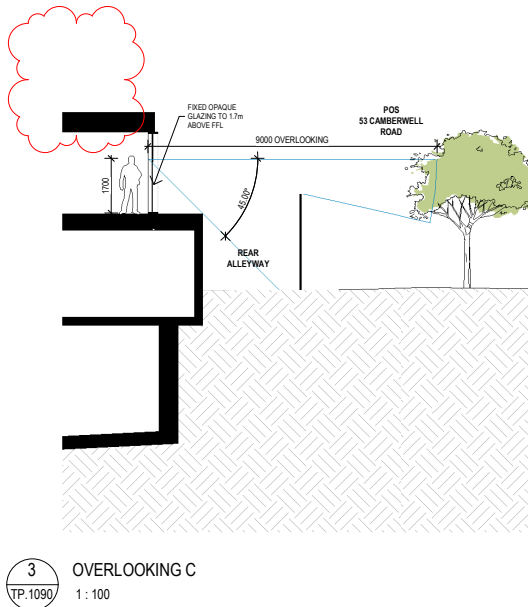 FIXED OPAQUE
GLAZING TO 1.7m
ABOVE FFL
POS
53 CAMBERWELL
ROAD
9000 OVERLOOKING
1700
45.00°
REAR
ALLEYWAY
3
TP.1090
OVERLOOKING C
1 : 100